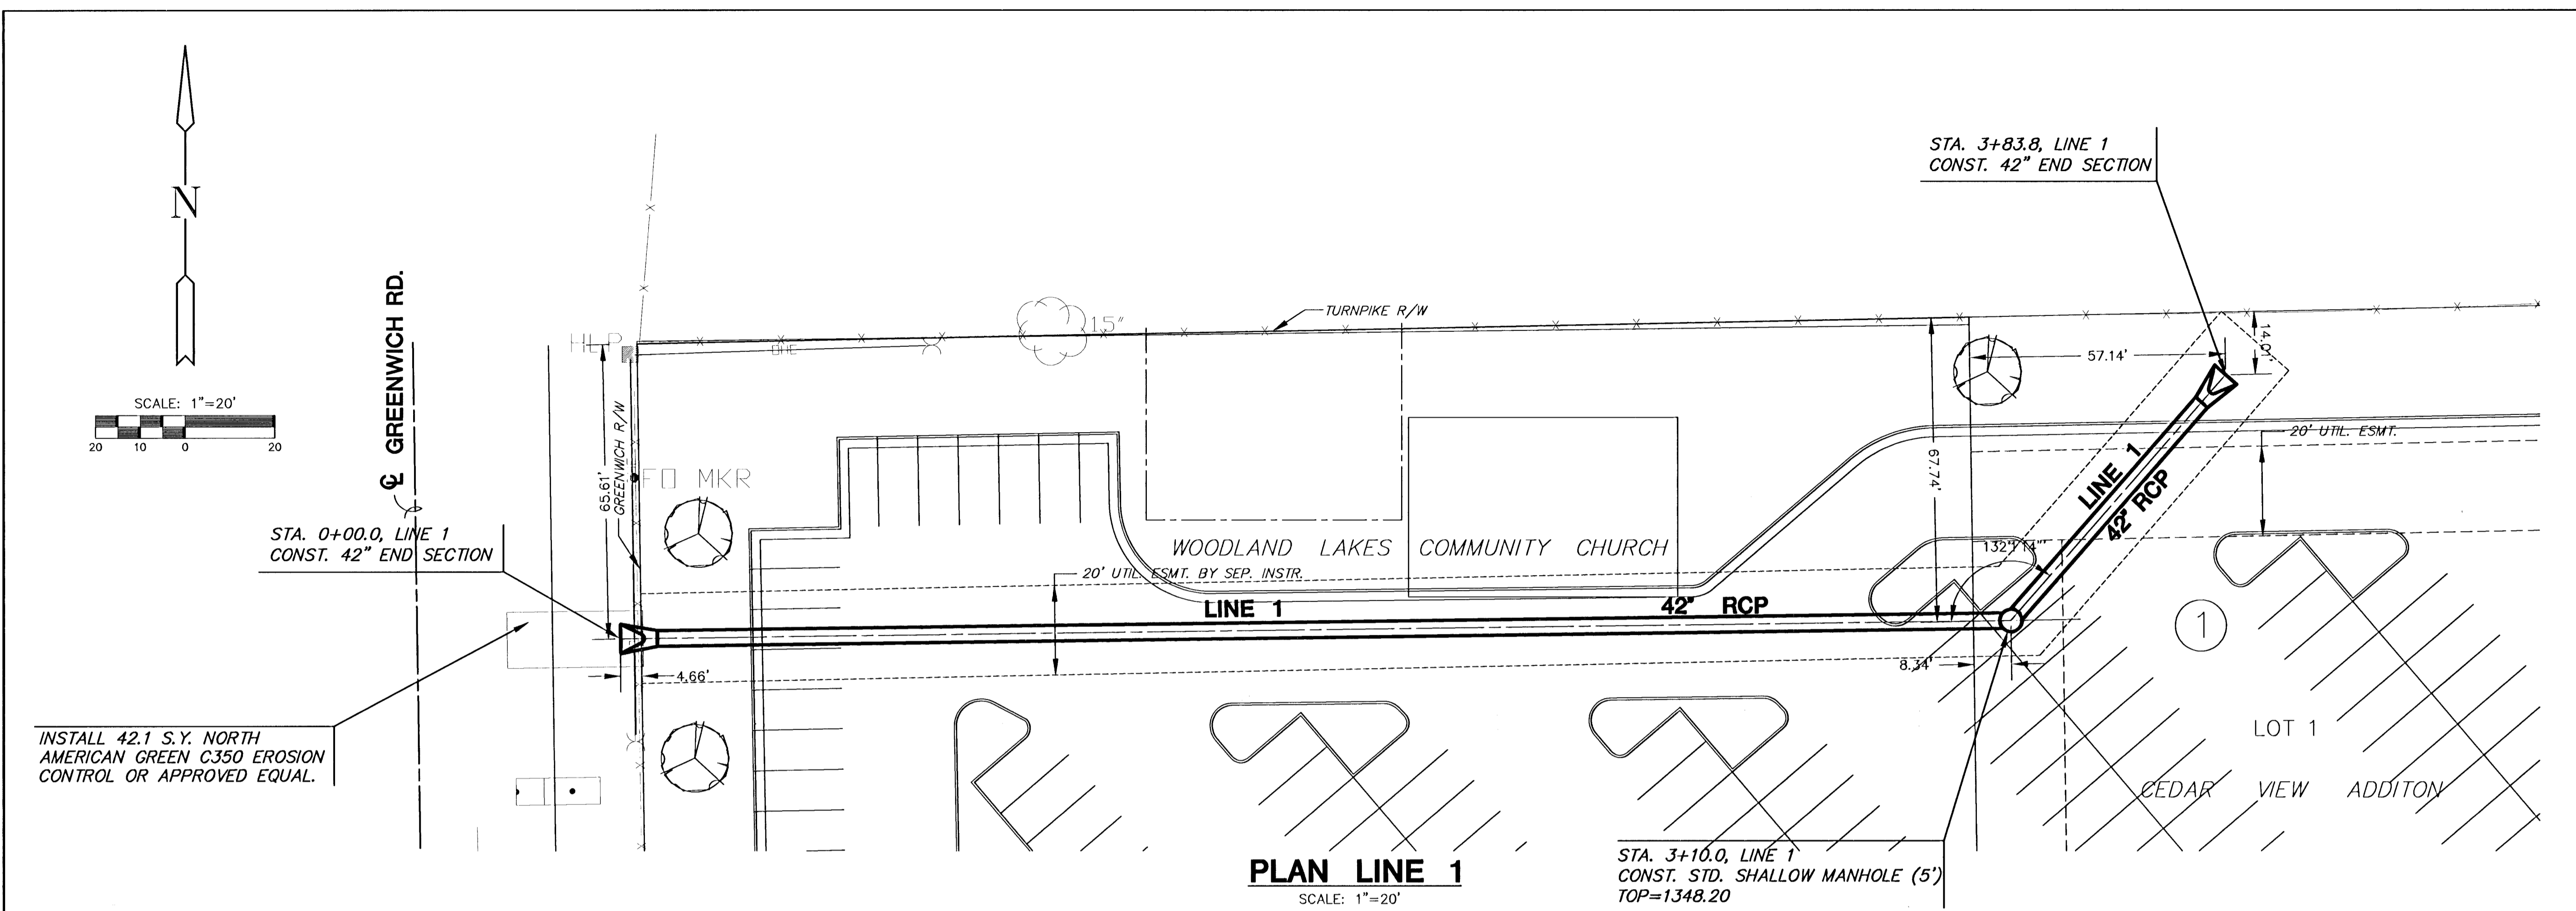 N
SCALE: 1"=20'
20 10 0 20
℄ GREENWICH RD.
STA. 0+00.0, LINE 1
CONST. 42" END SECTION
INSTALL 42.1 S.Y. NORTH
AMERICAN GREEN C350 EROSION
CONTROL OR APPROVED EQUAL.
HLP
OHE
15"
TURNPIKE R/W
65.61'
GREENWICH R/W
FO MKR
4.66'
20' UTIL. ESMT. BY SEP. INSTR.
WOODLAND LAKES COMMUNITY CHURCH
LINE 1
42" RCP
STA. 3+83.8, LINE 1
CONST. 42" END SECTION
57.14'
14.01'
67.74'
20' UTIL. ESMT.
LINE 1
42" RCP
8.34'
1
LOT 1
CEDAR VIEW ADDITON
STA. 3+10.0, LINE 1
CONST. STD. SHALLOW MANHOLE (5')
TOP=1348.20
PLAN LINE 1
SCALE: 1"=20'